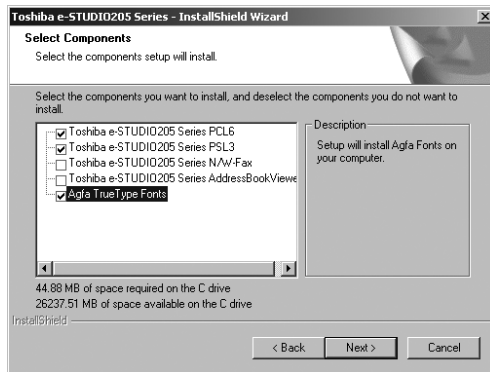 Toshiba e-STUDIO205 Series - InstallShield Wizard
Select Components
Select the components setup will install.
Select the components you want to install, and deselect the components you do not want to
install.
Toshiba e-STUDIO205 Series PCL6
Toshiba e-STUDIO205 Series PSL3
Toshiba e-STUDIO205 Series N/W-Fax
Toshiba e-STUDIO205 Series AddressBookViewe
Agfa TrueType Fonts
Description
Setup will install Agfa Fonts on
your computer.
44.88 MB of space required on the C drive
26237.51 MB of space available on the C drive
InstallShield
< Back
Next >
Cancel